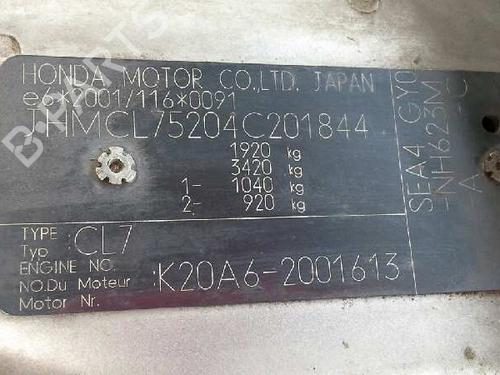 HONDA MOTOR CO.,LTD. JAPAN
e6*2001/116*0091
JHMCL75204C201844
1920 kg
3420 kg
1- 1040 kg
2- 920 kg
TYPE
Typ : CL7
ENGINE NO.
NO.Du Moteur : K20A6-2001613
Motor Nr.
SEA4 GYO
NH623M -C
A
B-PARTS